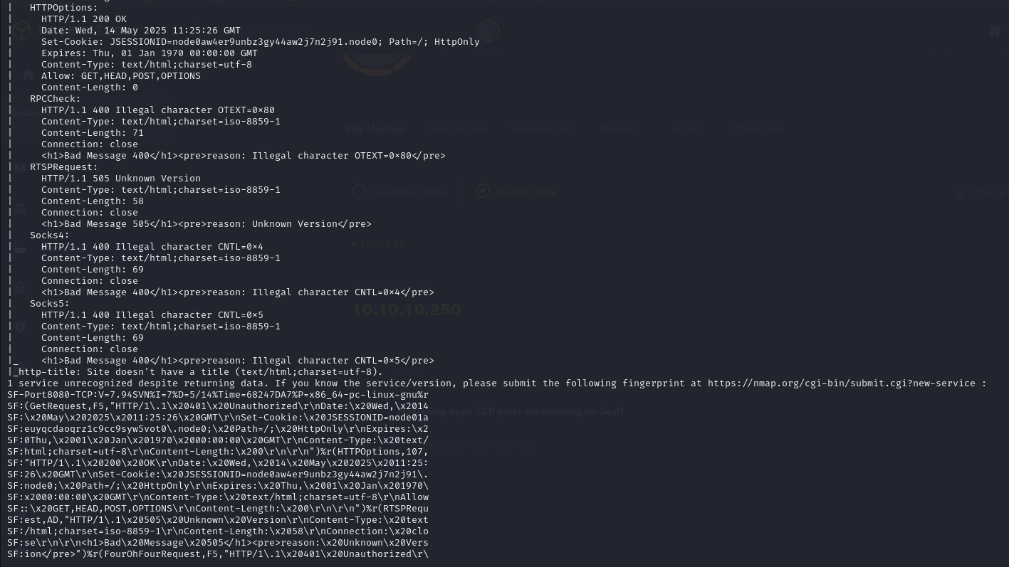 |   HTTPOptions:
|     HTTP/1.1 200 OK
|     Date: Wed, 14 May 2025 11:25:26 GMT
|     Set-Cookie: JSESSIONID=node0aw4er9unbz3gy44aw2j7n2j91.node0; Path=/; HttpOnly
|     Expires: Thu, 01 Jan 1970 00:00:00 GMT
|     Content-Type: text/html;charset=utf-8
|     Allow: GET,HEAD,POST,OPTIONS
|     Content-Length: 0
|   RPCCheck:
|     HTTP/1.1 400 Illegal character OTEXT=0×80
|     Content-Type: text/html;charset=iso-8859-1
|     Content-Length: 71
|     Connection: close
|     <h1>Bad Message 400</h1><pre>reason: Illegal character OTEXT=0×80</pre>
|   RTSPRequest:
|     HTTP/1.1 505 Unknown Version
|     Content-Type: text/html;charset=iso-8859-1
|     Content-Length: 58
|     Connection: close
|     <h1>Bad Message 505</h1><pre>reason: Unknown Version</pre>
|   Socks4:
|     HTTP/1.1 400 Illegal character CNTL=0×4
|     Content-Type: text/html;charset=iso-8859-1
|     Content-Length: 69
|     Connection: close
|     <h1>Bad Message 400</h1><pre>reason: Illegal character CNTL=0×4</pre>
|   Socks5:
10.10.10.250
|     HTTP/1.1 400 Illegal character CNTL=0×5
|     Content-Type: text/html;charset=iso-8859-1
|     Content-Length: 69
|     Connection: close
|_    <h1>Bad Message 400</h1><pre>reason: Illegal character CNTL=0×5</pre>
|_http-title: Site doesn't have a title (text/html;charset=utf-8).
1 service unrecognized despite returning data. If you know the service/version, please submit the following fingerprint at https://nmap.org/cgi-bin/submit.cgi?new-service :
SF-Port8080-TCP:V=7.94SVN%I=7%D=5/14%Time=68247DA7%P=x86_64-pc-linux-gnu%r
SF:(GetRequest,F5,"HTTP/1\.1\x20401\x20Unauthorized\r\nDate:\x20Wed,\x2014
SF:\x20May\x202025\x2011:25:26\x20GMT\r\nSet-Cookie:\x20JSESSIONID=node01a
SF:euyqcdaoqrz1c9cc9syw5vot0\.node0;\x20Path=/;\x20HttpOnly\r\nExpires:\x2
SF:0Thu,\x2001\x20Jan\x201970\x2000:00:00\x20GMT\r\nContent-Type:\x20text/
SF:html;charset=utf-8\r\nContent-Length:\x200\r\n\r\n")%r(HTTPOptions,107,
SF:"HTTP/1\.1\x20200\x20OK\r\nDate:\x20Wed,\x2014\x20May\x202025\x2011:25:
SF:26\x20GMT\r\nSet-Cookie:\x20JSESSIONID=node0aw4er9unbz3gy44aw2j7n2j91\.
SF:node0;\x20Path=/;\x20HttpOnly\r\nExpires:\x20Thu,\x2001\x20Jan\x201970\
SF:x2000:00:00\x20GMT\r\nContent-Type:\x20text/html;charset=utf-8\r\nAllow
SF::\x20GET,HEAD,POST,OPTIONS\r\nContent-Length:\x200\r\n\r\n")%r(RTSPRequ
SF:est,AD,"HTTP/1\.1\x20505\x20Unknown\x20Version\r\nContent-Type:\x20text
SF:/html;charset=iso-8859-1\r\nContent-Length:\x2058\r\nConnection:\x20clo
SF:se\r\n\r\n<h1>Bad\x20Message\x20505</h1><pre>reason:\x20Unknown\x20Vers
SF:ion</pre>")%r(FourOhFourRequest,F5,"HTTP/1\.1\x20401\x20Unauthorized\r\